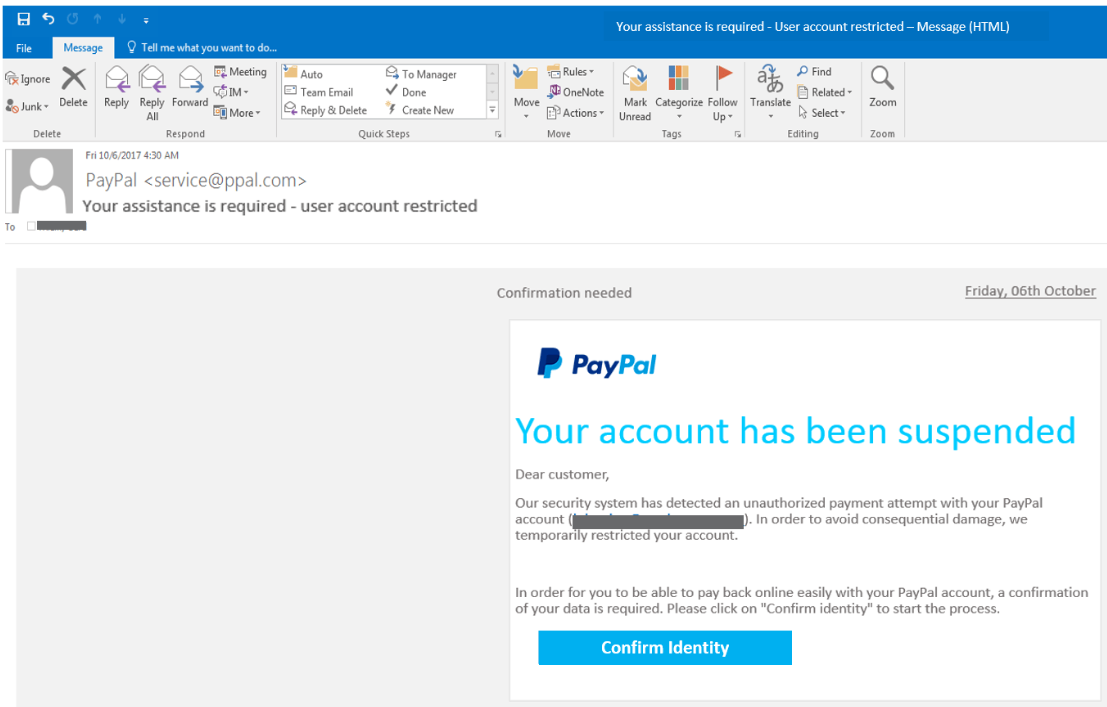 Your assistance is required - User account restricted – Message (HTML)
File Message Tell me what you want to do...
Ignore
Junk
Delete
Reply
Reply All
Forward
Meeting
IM
More
Auto
Team Email
Reply & Delete
To Manager
Done
Create New
Move
Rules
OneNote
Actions
Mark Unread
Categorize
Follow Up
Translate
Find
Related
Select
Zoom
Delete Respond Quick Steps Move Tags Editing Zoom
Fri 10/6/2017 4:30 AM
PayPal <service@ppal.com>
Your assistance is required - user account restricted
To
Confirmation needed Friday, 06th October
PayPal
Your account has been suspended
Dear customer,
Our security system has detected an unauthorized payment attempt with your PayPal
account ( ). In order to avoid consequential damage, we
temporarily restricted your account.
In order for you to be able to pay back online easily with your PayPal account, a confirmation
of your data is required. Please click on "Confirm identity" to start the process.
Confirm Identity